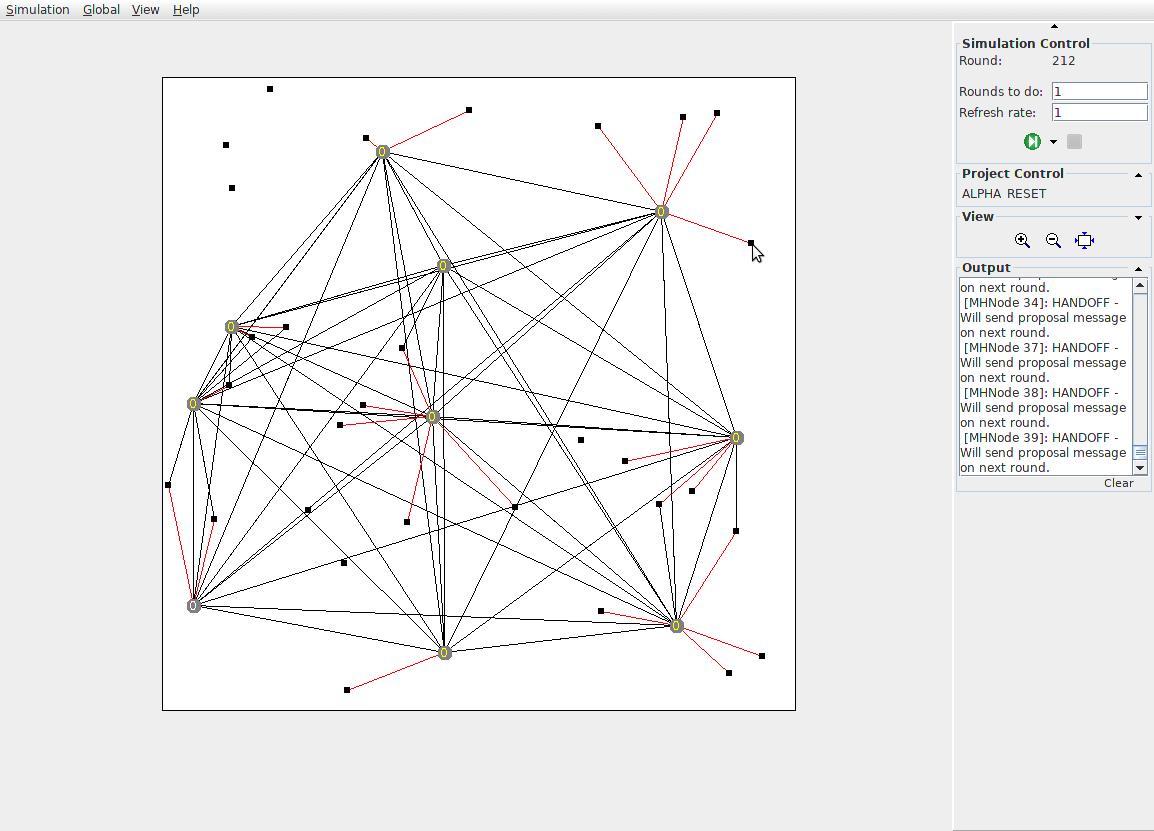 Simulation Global View Help
Simulation Control
Round: 212
Rounds to do: 1
Refresh rate: 1
Project Control
ALPHA RESET
View
Output
on next round.
[MHNode 34]: HANDOFF -
Will send proposal message
on next round.
[MHNode 37]: HANDOFF -
Will send proposal message
on next round.
[MHNode 38]: HANDOFF -
Will send proposal message
on next round.
[MHNode 39]: HANDOFF -
Will send proposal message
on next round.
Clear
0
0
0
0
0
0
0
0
0
0